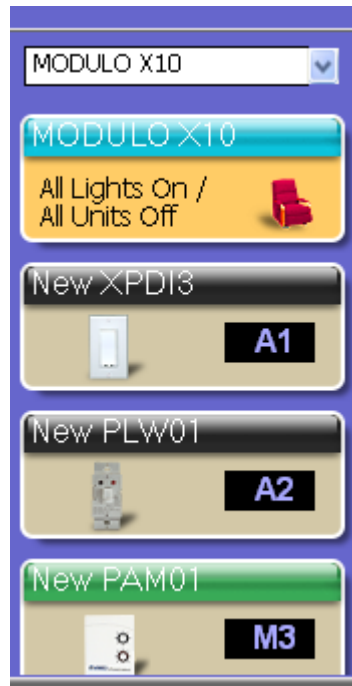 MODULO X10
MODULO X10
All Lights On /
All Units Off
New XPDI3
A1
New PLW01
A2
New PAM01
M3